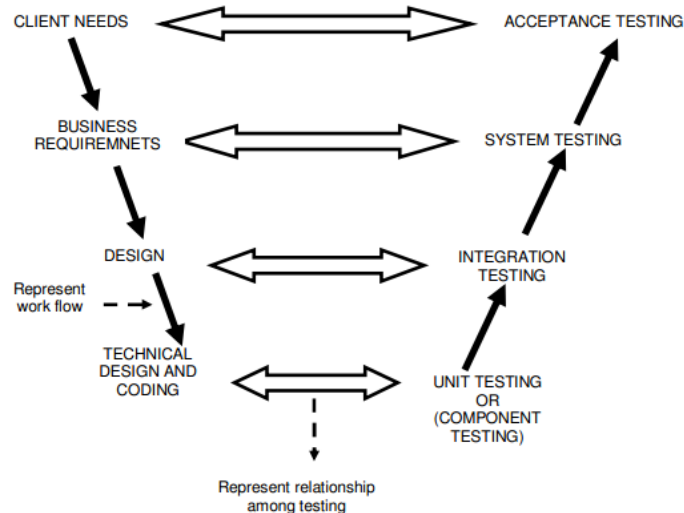 CLIENT NEEDS
ACCEPTANCE TESTING
BUSINESS
REQUIREMNETS
SYSTEM TESTING
DESIGN
INTEGRATION
TESTING
Represent
work flow
TECHNICAL
DESIGN AND
CODING
UNIT TESTING
OR
(COMPONENT
TESTING)
Represent relationship
among testing